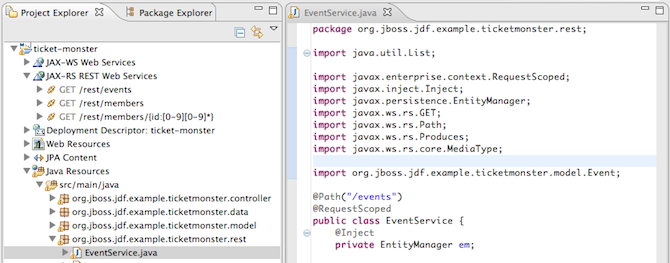 Project Explorer
Package Explorer
ticket-monster
JAX-WS Web Services
JAX-RS REST Web Services
GET /rest/events
GET /rest/members
GET /rest/members/{id:[0-9][0-9]*}
Deployment Descriptor: ticket-monster
Web Resources
JPA Content
Java Resources
src/main/java
org.jboss.jdf.example.ticketmonster.controller
org.jboss.jdf.example.ticketmonster.data
org.jboss.jdf.example.ticketmonster.model
org.jboss.jdf.example.ticketmonster.rest
EventService.java
EventService.java
package org.jboss.jdf.example.ticketmonster.rest;
import java.util.List;
import javax.enterprise.context.RequestScoped;
import javax.inject.Inject;
import javax.persistence.EntityManager;
import javax.ws.rs.GET;
import javax.ws.rs.Path;
import javax.ws.rs.Produces;
import javax.ws.rs.core.MediaType;
import org.jboss.jdf.example.ticketmonster.model.Event;
@Path("/events")
@RequestScoped
public class EventService {
@Inject
private EntityManager em;